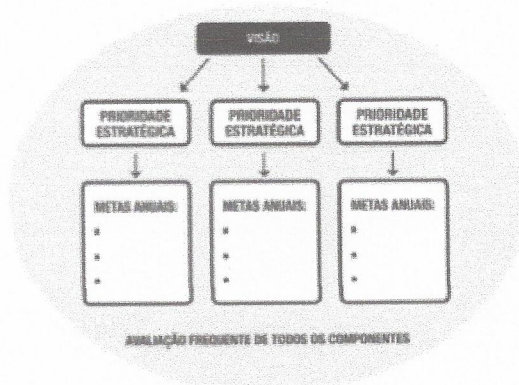 VISÃO
PRIORIDADE
ESTRATÉGICA
PRIORIDADE
ESTRATÉGICA
PRIORIDADE
ESTRATÉGICA
METAS ANUAIS:
*
*
*
METAS ANUAIS:
*
*
*
METAS ANUAIS:
*
*
*
AVALIAÇÃO FREQUENTE DE TODOS OS COMPONENTES